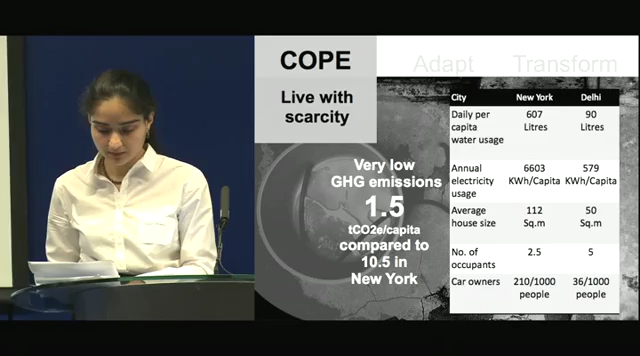 COPE
Adapt
Transform
Live with
scarcity
Very low
GHG emissions
1.5
tCO2e/capita
compared to
10.5 in
New York
City New York Delhi
Daily per 607 90
capita Litres Litres
water usage
Annual 6603 579
electricity KWh/Capita KWh/Capita
usage
Average 112 50
house size Sq.m Sq.m
No. of 2.5 5
occupants
Car owners 210/1000 36/1000
people people